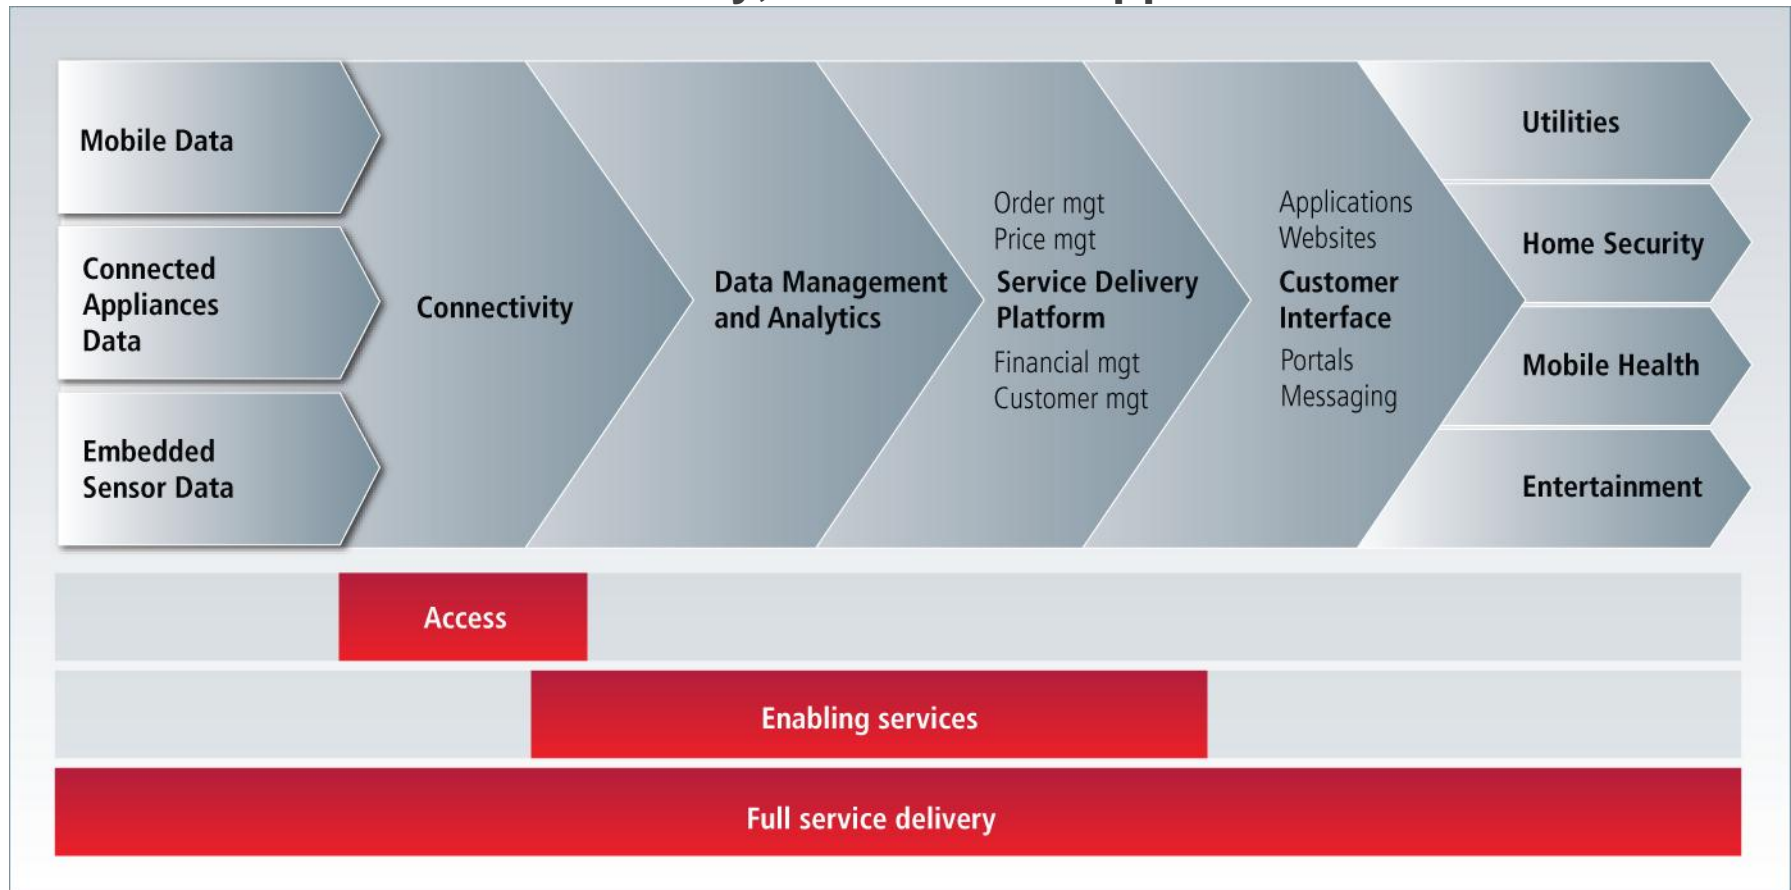 Mobile Data
Connected
Appliances
Data
Embedded
Sensor Data
Connectivity
Data Management
and Analytics
Order mgt
Price mgt
Service Delivery
Platform
Financial mgt
Customer mgt
Applications
Websites
Customer
Interface
Portals
Messaging
Utilities
Home Security
Mobile Health
Entertainment
Access
Enabling services
Full service delivery